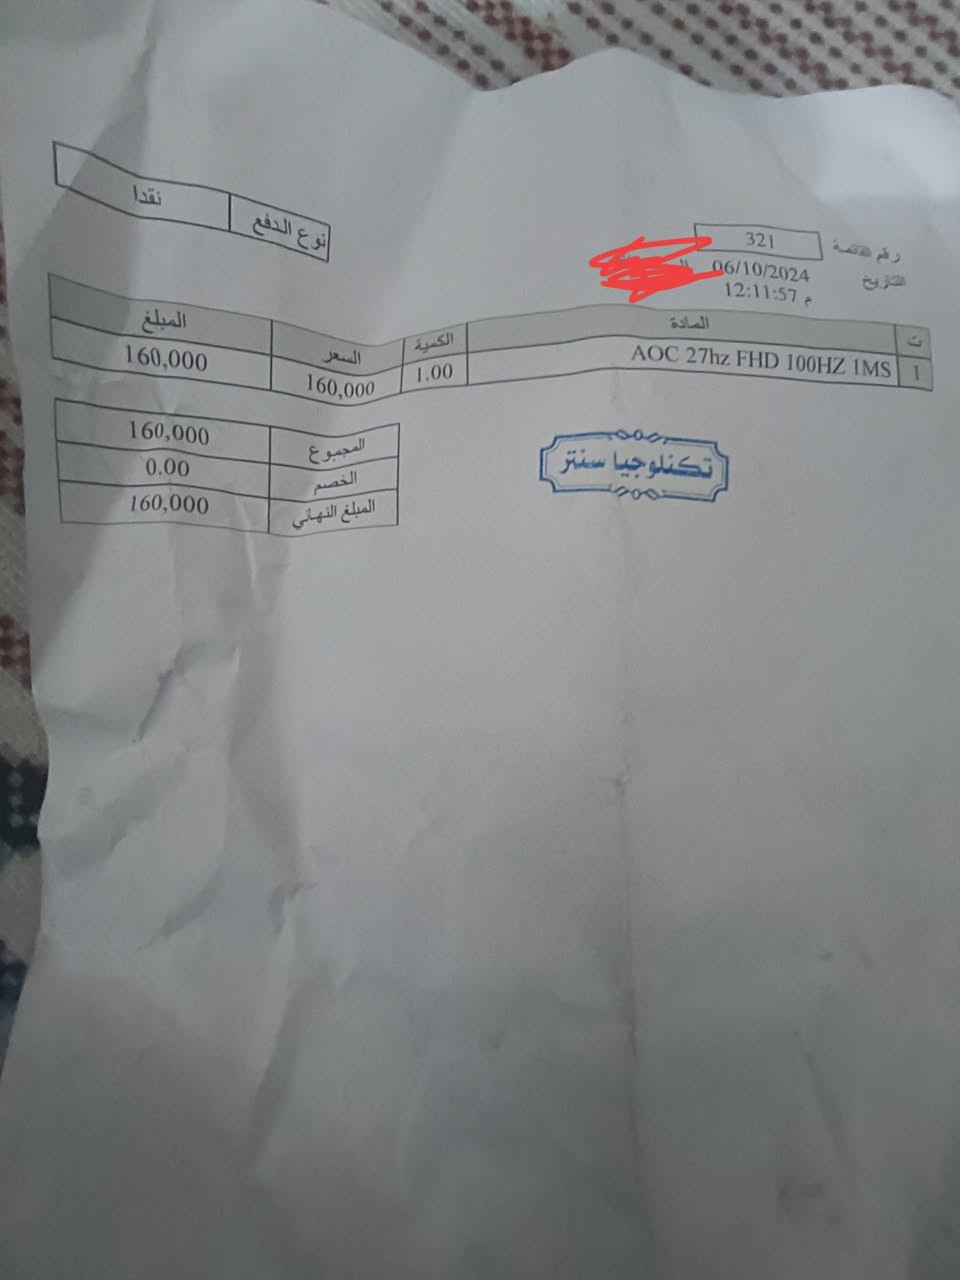 رقم القائمة 321
التاريخ 06/10/2024
12:11:57 م
نوع الدفع نقدا
ت المادة الكمية السعر المبلغ
1 AOC 27hz FHD 100HZ 1MS 1.00 160,000 160,000
المجموع 160,000
الخصم 0.00
المبلغ النهائي 160,000
تكنلوجيا سنتر